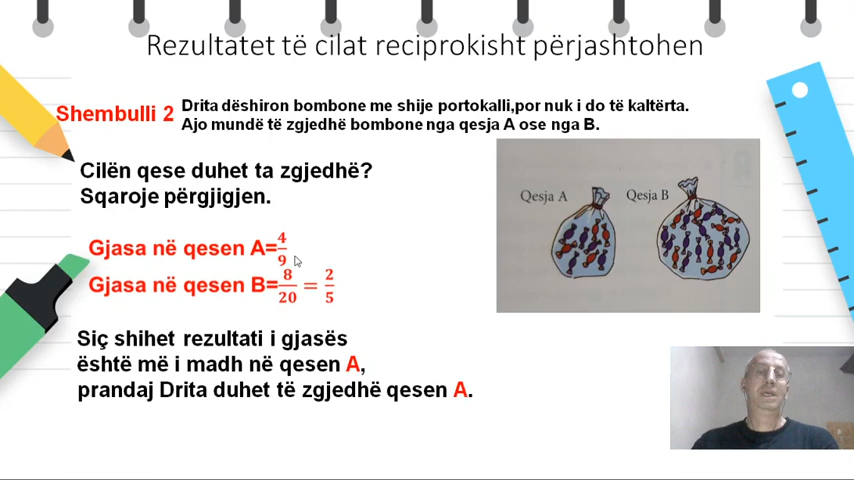 Rezultatet të cilat reciprokisht përjashtohen
Shembulli 2
Drita dëshiron bombone me shije portokalli,por nuk i do të kaltërta.
Ajo mundë të zgjedhë bombone nga qesja A ose nga B.
Cilën qese duhet ta zgjedhë?
Sqaroje përgjigjen.
Qesja A
Qesja B
Gjasa në qesen A=4/9
Gjasa në qesen B=8/20=2/5
Siç shihet rezultati i gjasës
është më i madh në qesen A,
prandaj Drita duhet të zgjedhë qesen A.